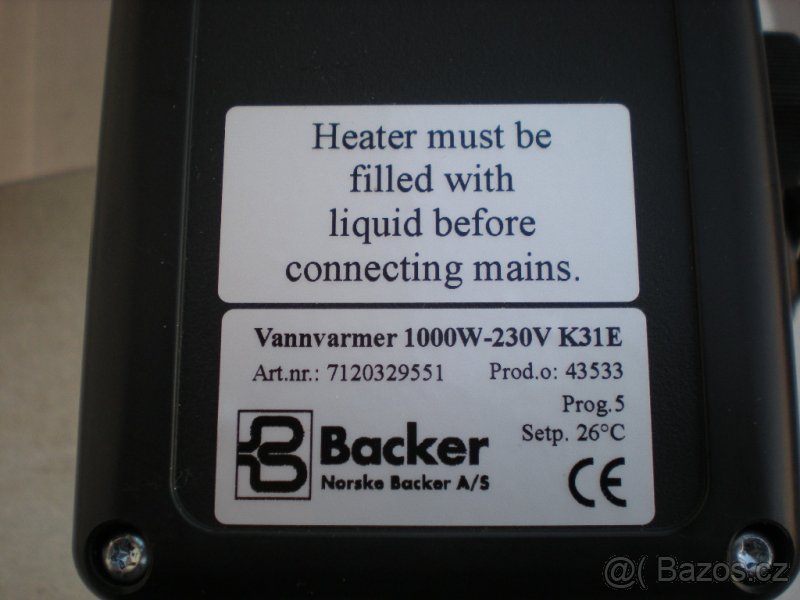 Heater must be
filled with
liquid before
connecting mains.
Vannvarmer 1000W-230V K31E
Art.nr.: 7120329551 Prod.o: 43533
Prog.5
Setp. 26°C
Backer
Norske Backer A/S
CE
@( Bazos.cz